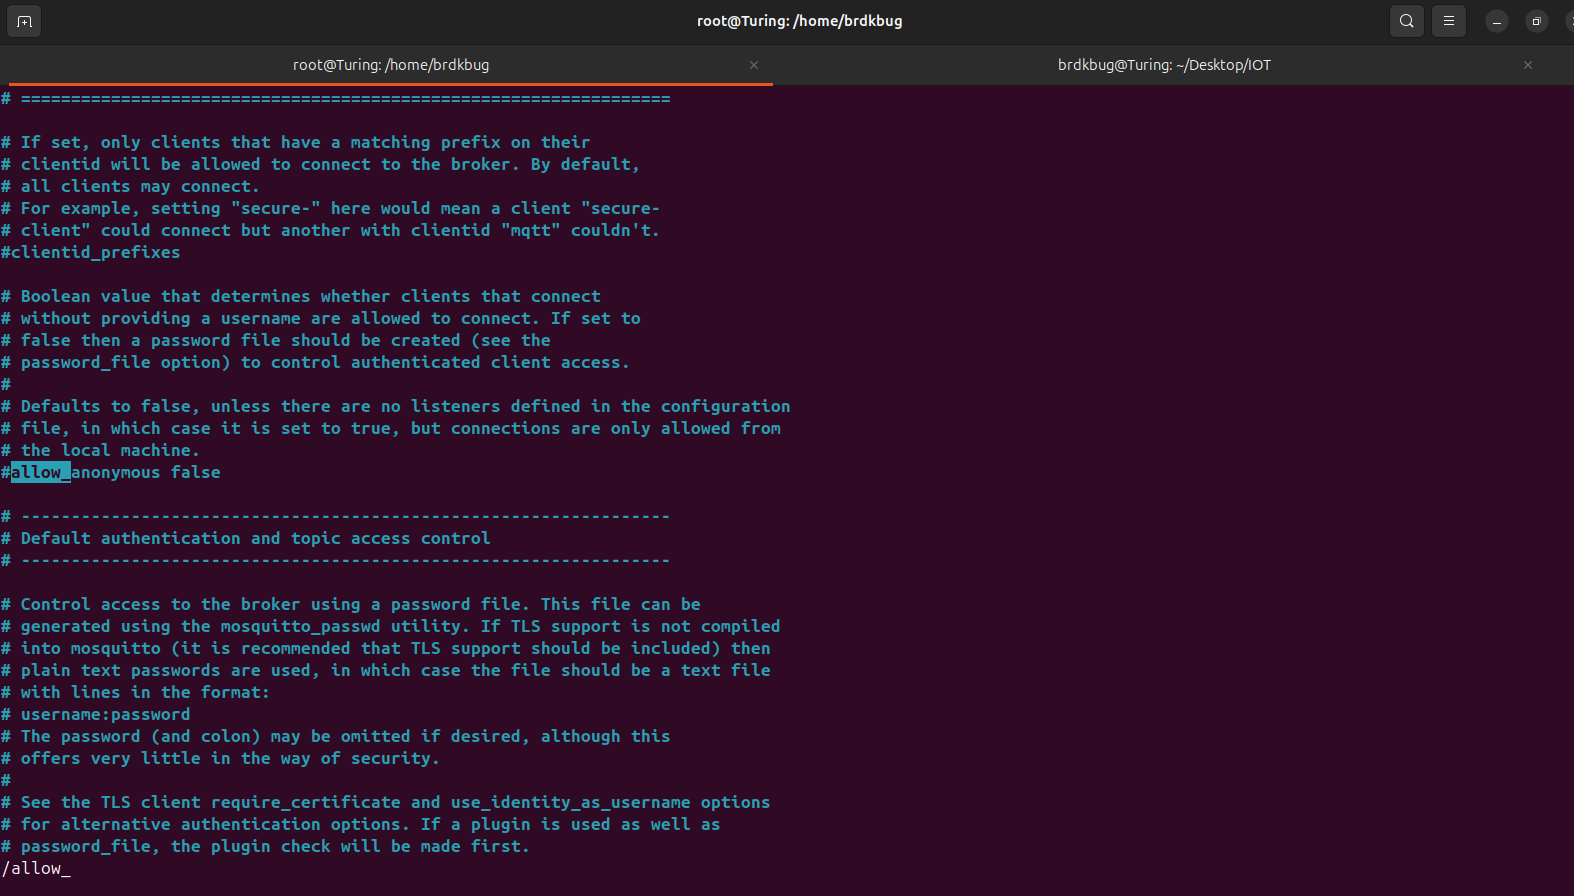 root@Turing: /home/brdkbug
root@Turing: /home/brdkbug
brdkbug@Turing: ~/Desktop/IOT
# =================================================================
# If set, only clients that have a matching prefix on their
# clientid will be allowed to connect to the broker. By default,
# all clients may connect.
# For example, setting "secure-" here would mean a client "secure-
# client" could connect but another with clientid "mqtt" couldn't.
#clientid_prefixes
# Boolean value that determines whether clients that connect
# without providing a username are allowed to connect. If set to
# false then a password file should be created (see the
# password_file option) to control authenticated client access.
#
# Defaults to false, unless there are no listeners defined in the configuration
# file, in which case it is set to true, but connections are only allowed from
# the local machine.
#allow_anonymous false
# -----------------------------------------------------------------
# Default authentication and topic access control
# -----------------------------------------------------------------
# Control access to the broker using a password file. This file can be
# generated using the mosquitto_passwd utility. If TLS support is not compiled
# into mosquitto (it is recommended that TLS support should be included) then
# plain text passwords are used, in which case the file should be a text file
# with lines in the format:
# username:password
# The password (and colon) may be omitted if desired, although this
# offers very little in the way of security.
#
# See the TLS client require_certificate and use_identity_as_username options
# for alternative authentication options. If a plugin is used as well as
# password_file, the plugin check will be made first.
/allow_